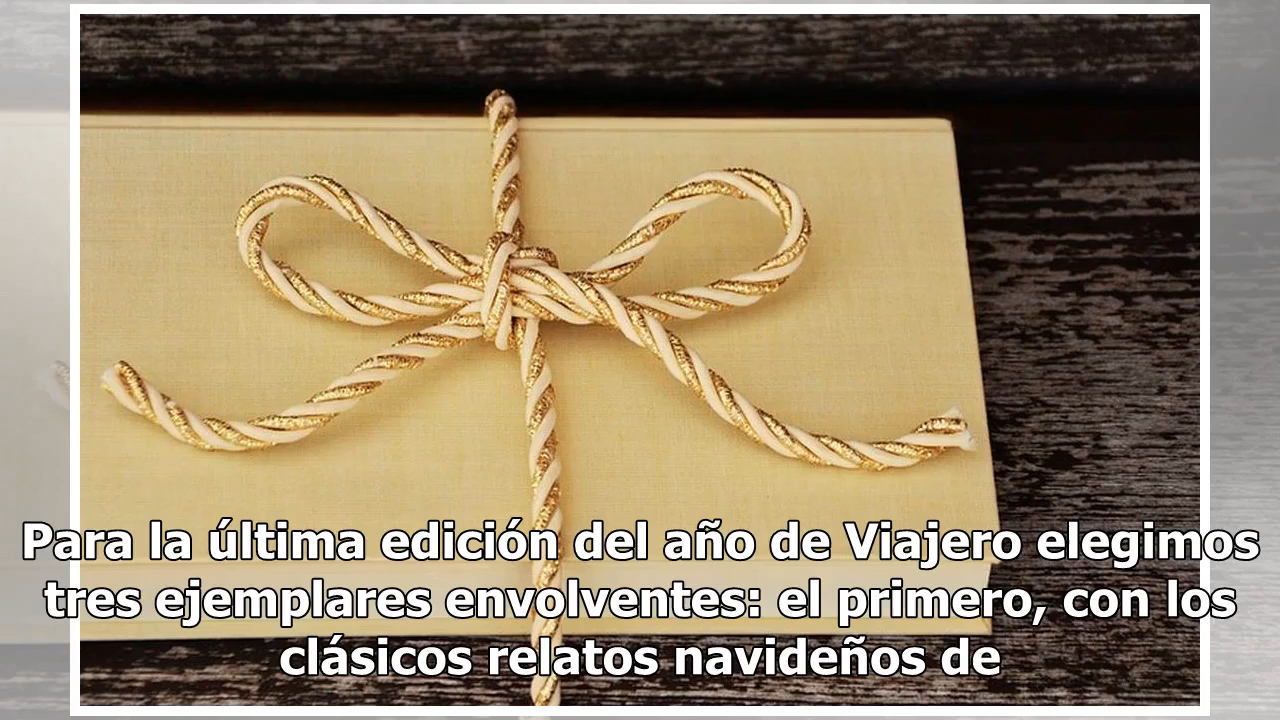 Para la última edición del año de Viajero elegimos
tres ejemplares envolventes: el primero, con los
clásicos relatos navideños de